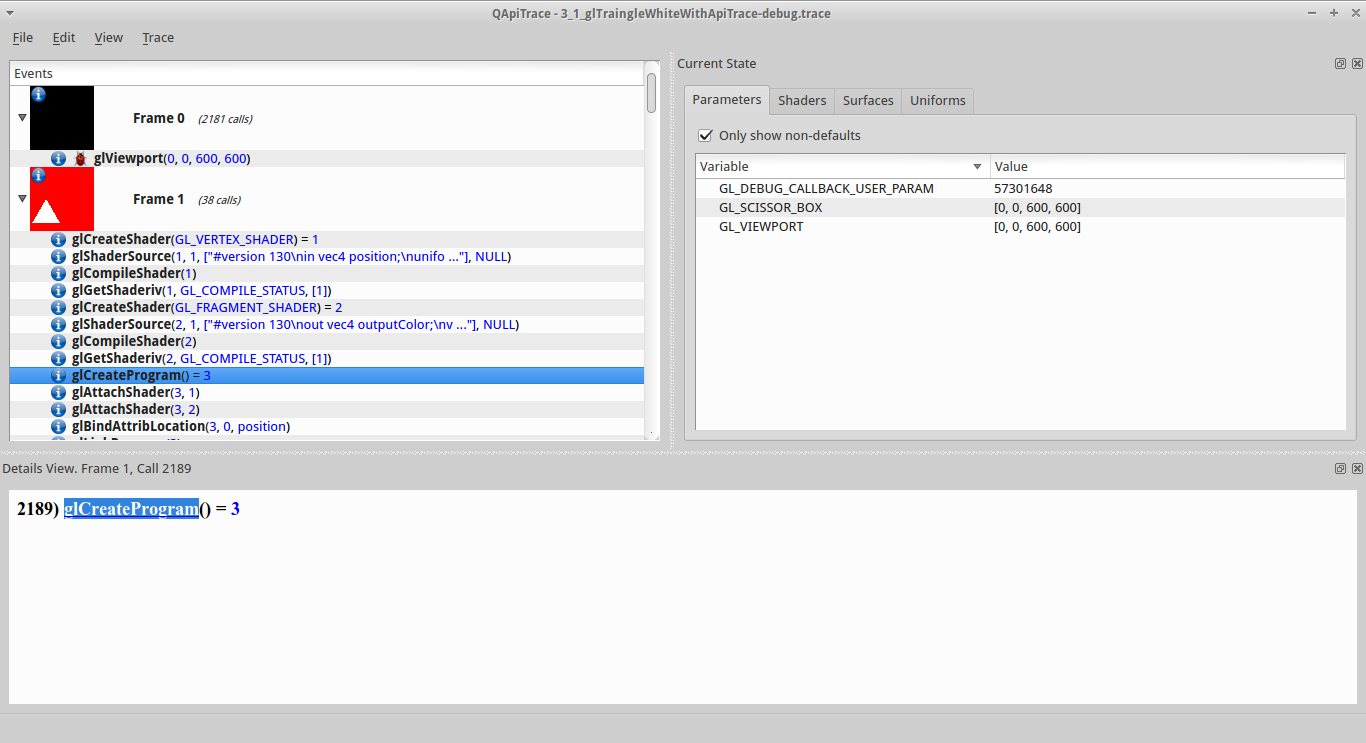 QApiTrace - 3_1_glTraingleWhiteWithApiTrace-debug.trace
File Edit View Trace
Events
Frame 0 (2181 calls)
glViewport(0, 0, 600, 600)
Frame 1 (38 calls)
glCreateShader(GL_VERTEX_SHADER) = 1
glShaderSource(1, 1, ["#version 130\nin vec4 position;\nunifo ..."], NULL)
glCompileShader(1)
glGetShaderiv(1, GL_COMPILE_STATUS, [1])
glCreateShader(GL_FRAGMENT_SHADER) = 2
glShaderSource(2, 1, ["#version 130\nout vec4 outputColor;\nv ..."], NULL)
glCompileShader(2)
glGetShaderiv(2, GL_COMPILE_STATUS, [1])
glCreateProgram() = 3
glAttachShader(3, 1)
glAttachShader(3, 2)
glBindAttribLocation(3, 0, position)
Current State
Parameters Shaders Surfaces Uniforms
Only show non-defaults
Variable Value
GL_DEBUG_CALLBACK_USER_PARAM 57301648
GL_SCISSOR_BOX [0, 0, 600, 600]
GL_VIEWPORT [0, 0, 600, 600]
Details View. Frame 1, Call 2189
2189) glCreateProgram() = 3